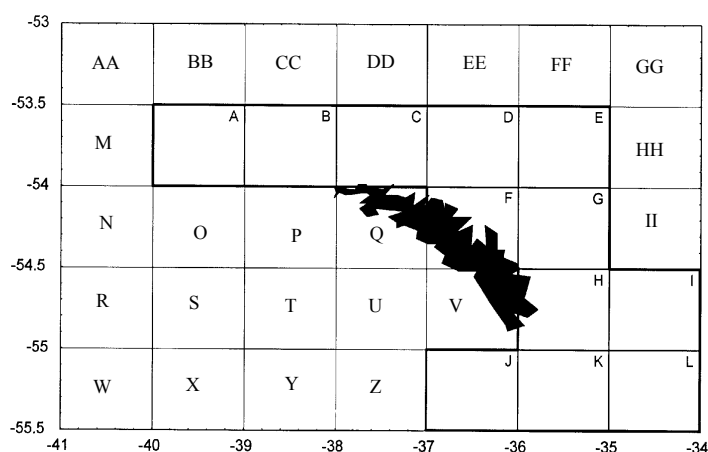 -53
AA BB CC DD EE FF GG
-53.5
M A B C D E HH
-54
N O P Q F G II
-54.5
R S T U V H I
-55
W X Y Z J K L
-55.5
-41 -40 -39 -38 -37 -36 -35 -34